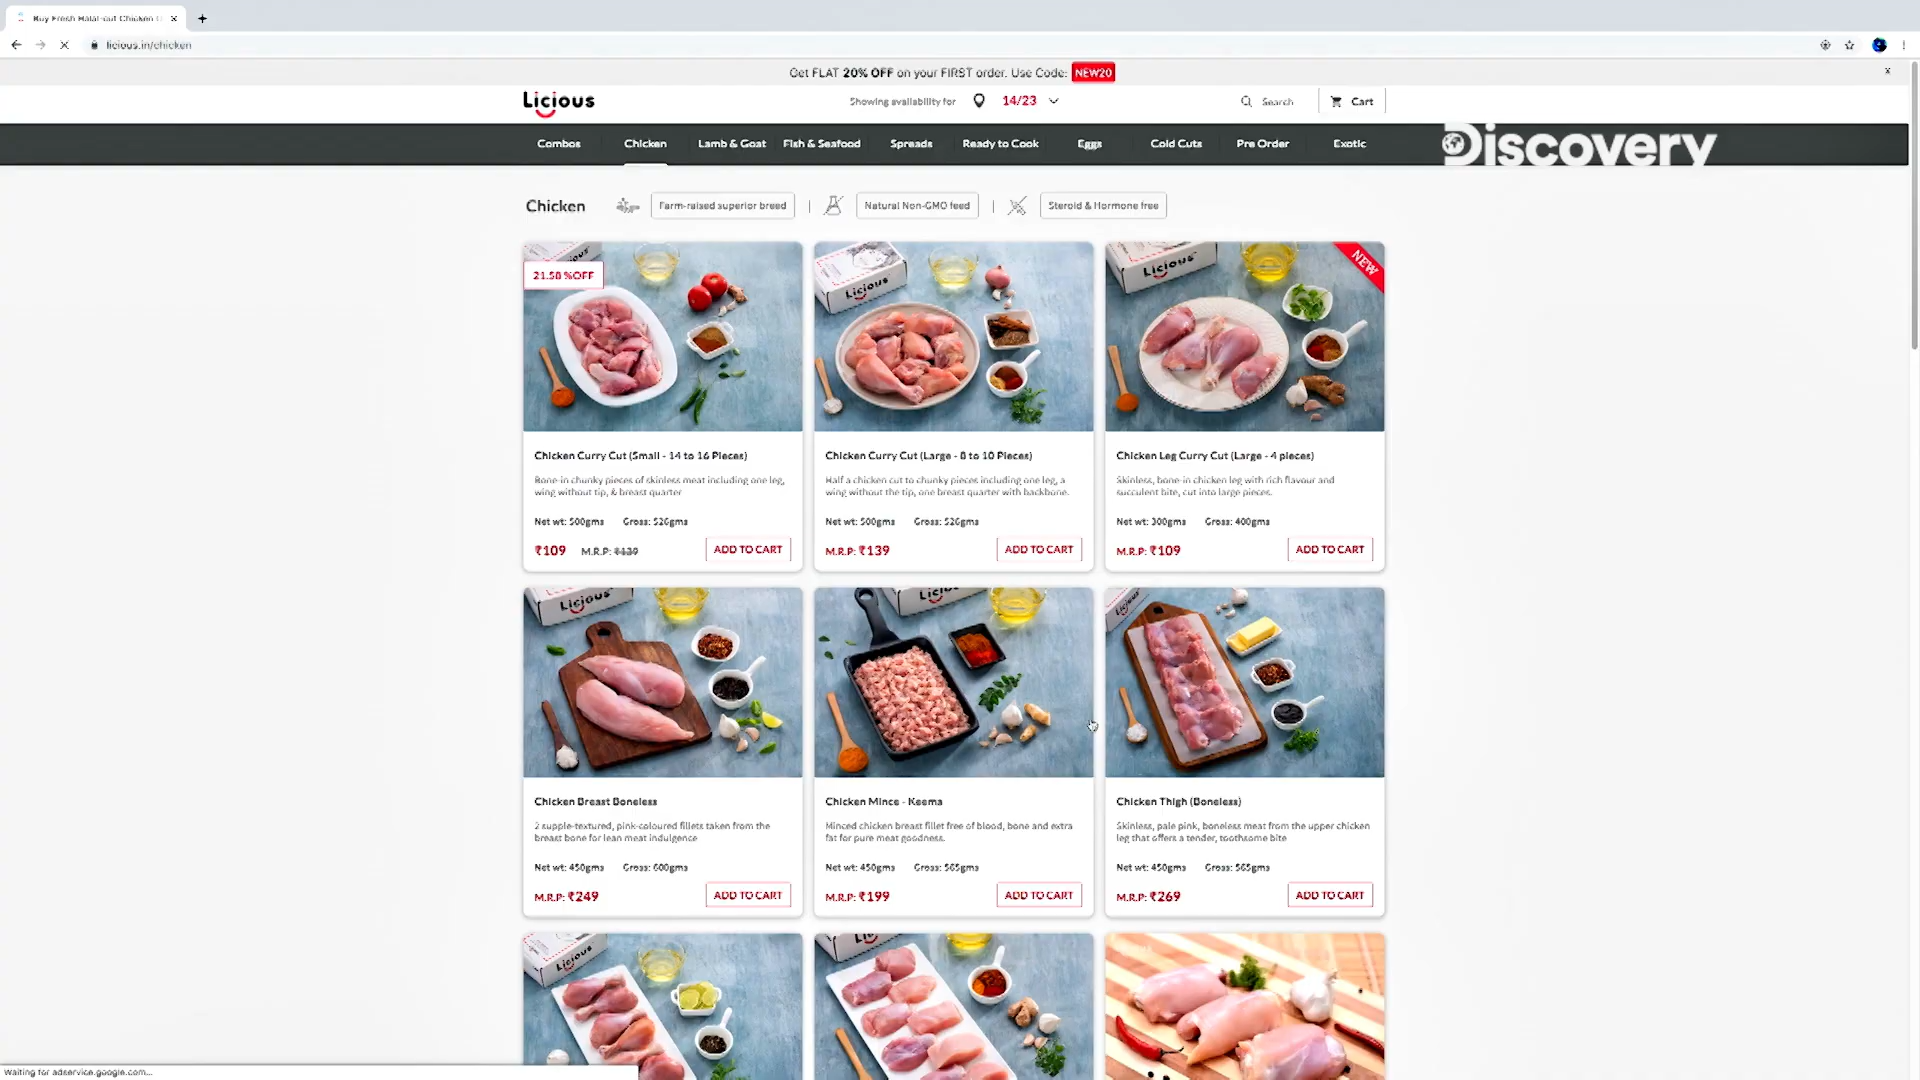 Buy Fresh Halal-cut Chicken
licious.in/chicken
Get FLAT 20% OFF on your FIRST order. Use Code: NEW20
x
Licious
Showing availability for 14/23
Search
Cart
Combos Chicken Lamb & Goat Fish & Seafood Spreads Ready to Cook Eggs Cold Cuts Pre Order Exotic
Discovery
Chicken Farm-raised superior breed | Natural Non-GMO feed | Steroid & Hormone free
21.58 %OFF
Licious
Licious
NEW
Chicken Curry Cut (Small - 14 to 16 Pieces)
Bone-in chunky pieces of skinless meat including one leg,
wing without tip, & breast quarter
Net wt: 500gms Gross: 526gms
₹109 M.R.P: ₹139 ADD TO CART
Chicken Curry Cut (Large - 8 to 10 Pieces)
Half a chicken cut to chunky pieces including one leg, a
wing without the tip, one breast quarter with backbone.
Net wt: 500gms Gross: 526gms
M.R.P: ₹139 ADD TO CART
Chicken Leg Curry Cut (Large - 4 pieces)
Skinless, bone-in chicken leg with rich flavour and
succulent bite, cut into large pieces.
Net wt: 300gms Gross: 400gms
M.R.P: ₹109 ADD TO CART
Licious
Licious
Licious
Chicken Breast Boneless
2 supple-textured, pink-coloured fillets taken from the
breast bone for lean meat indulgence
Net wt: 450gms Gross: 600gms
M.R.P: ₹249 ADD TO CART
Chicken Mince - Keema
Minced chicken breast fillet free of blood, bone and extra
fat for pure meat goodness.
Net wt: 450gms Gross: 565gms
M.R.P: ₹199 ADD TO CART
Chicken Thigh (Boneless)
Skinless, pale pink, boneless meat from the upper chicken
leg that offers a tender, toothsome bite
Net wt: 450gms Gross: 565gms
M.R.P: ₹269 ADD TO CART
Licious
Waiting for adservice.google.com...